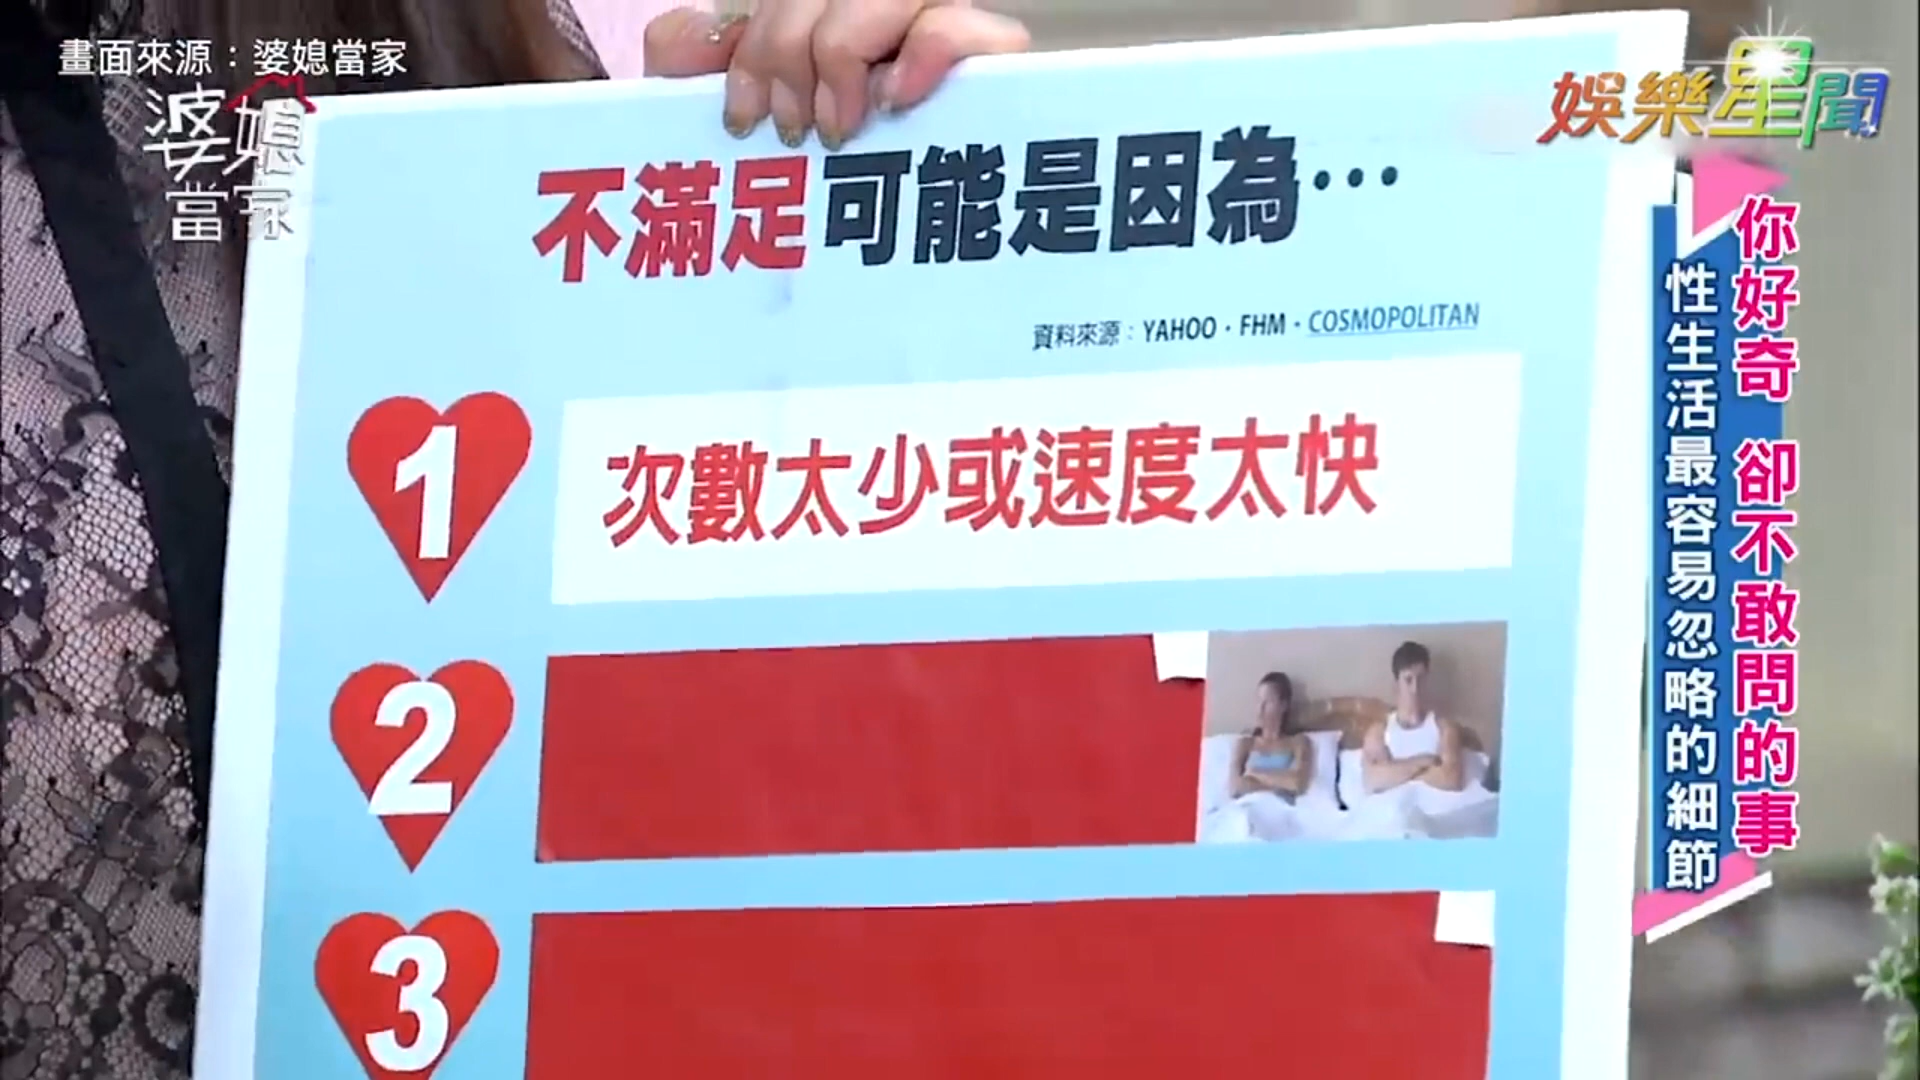 畫面來源：婆媳當家
婆媳
當家
娛樂星聞
不滿足可能是因為…
資料來源：YAHOO・FHM・COSMOPOLITAN
1
次數太少或速度太快
2
3
你好奇 卻不敢問的事
性生活最容易忽略的細節